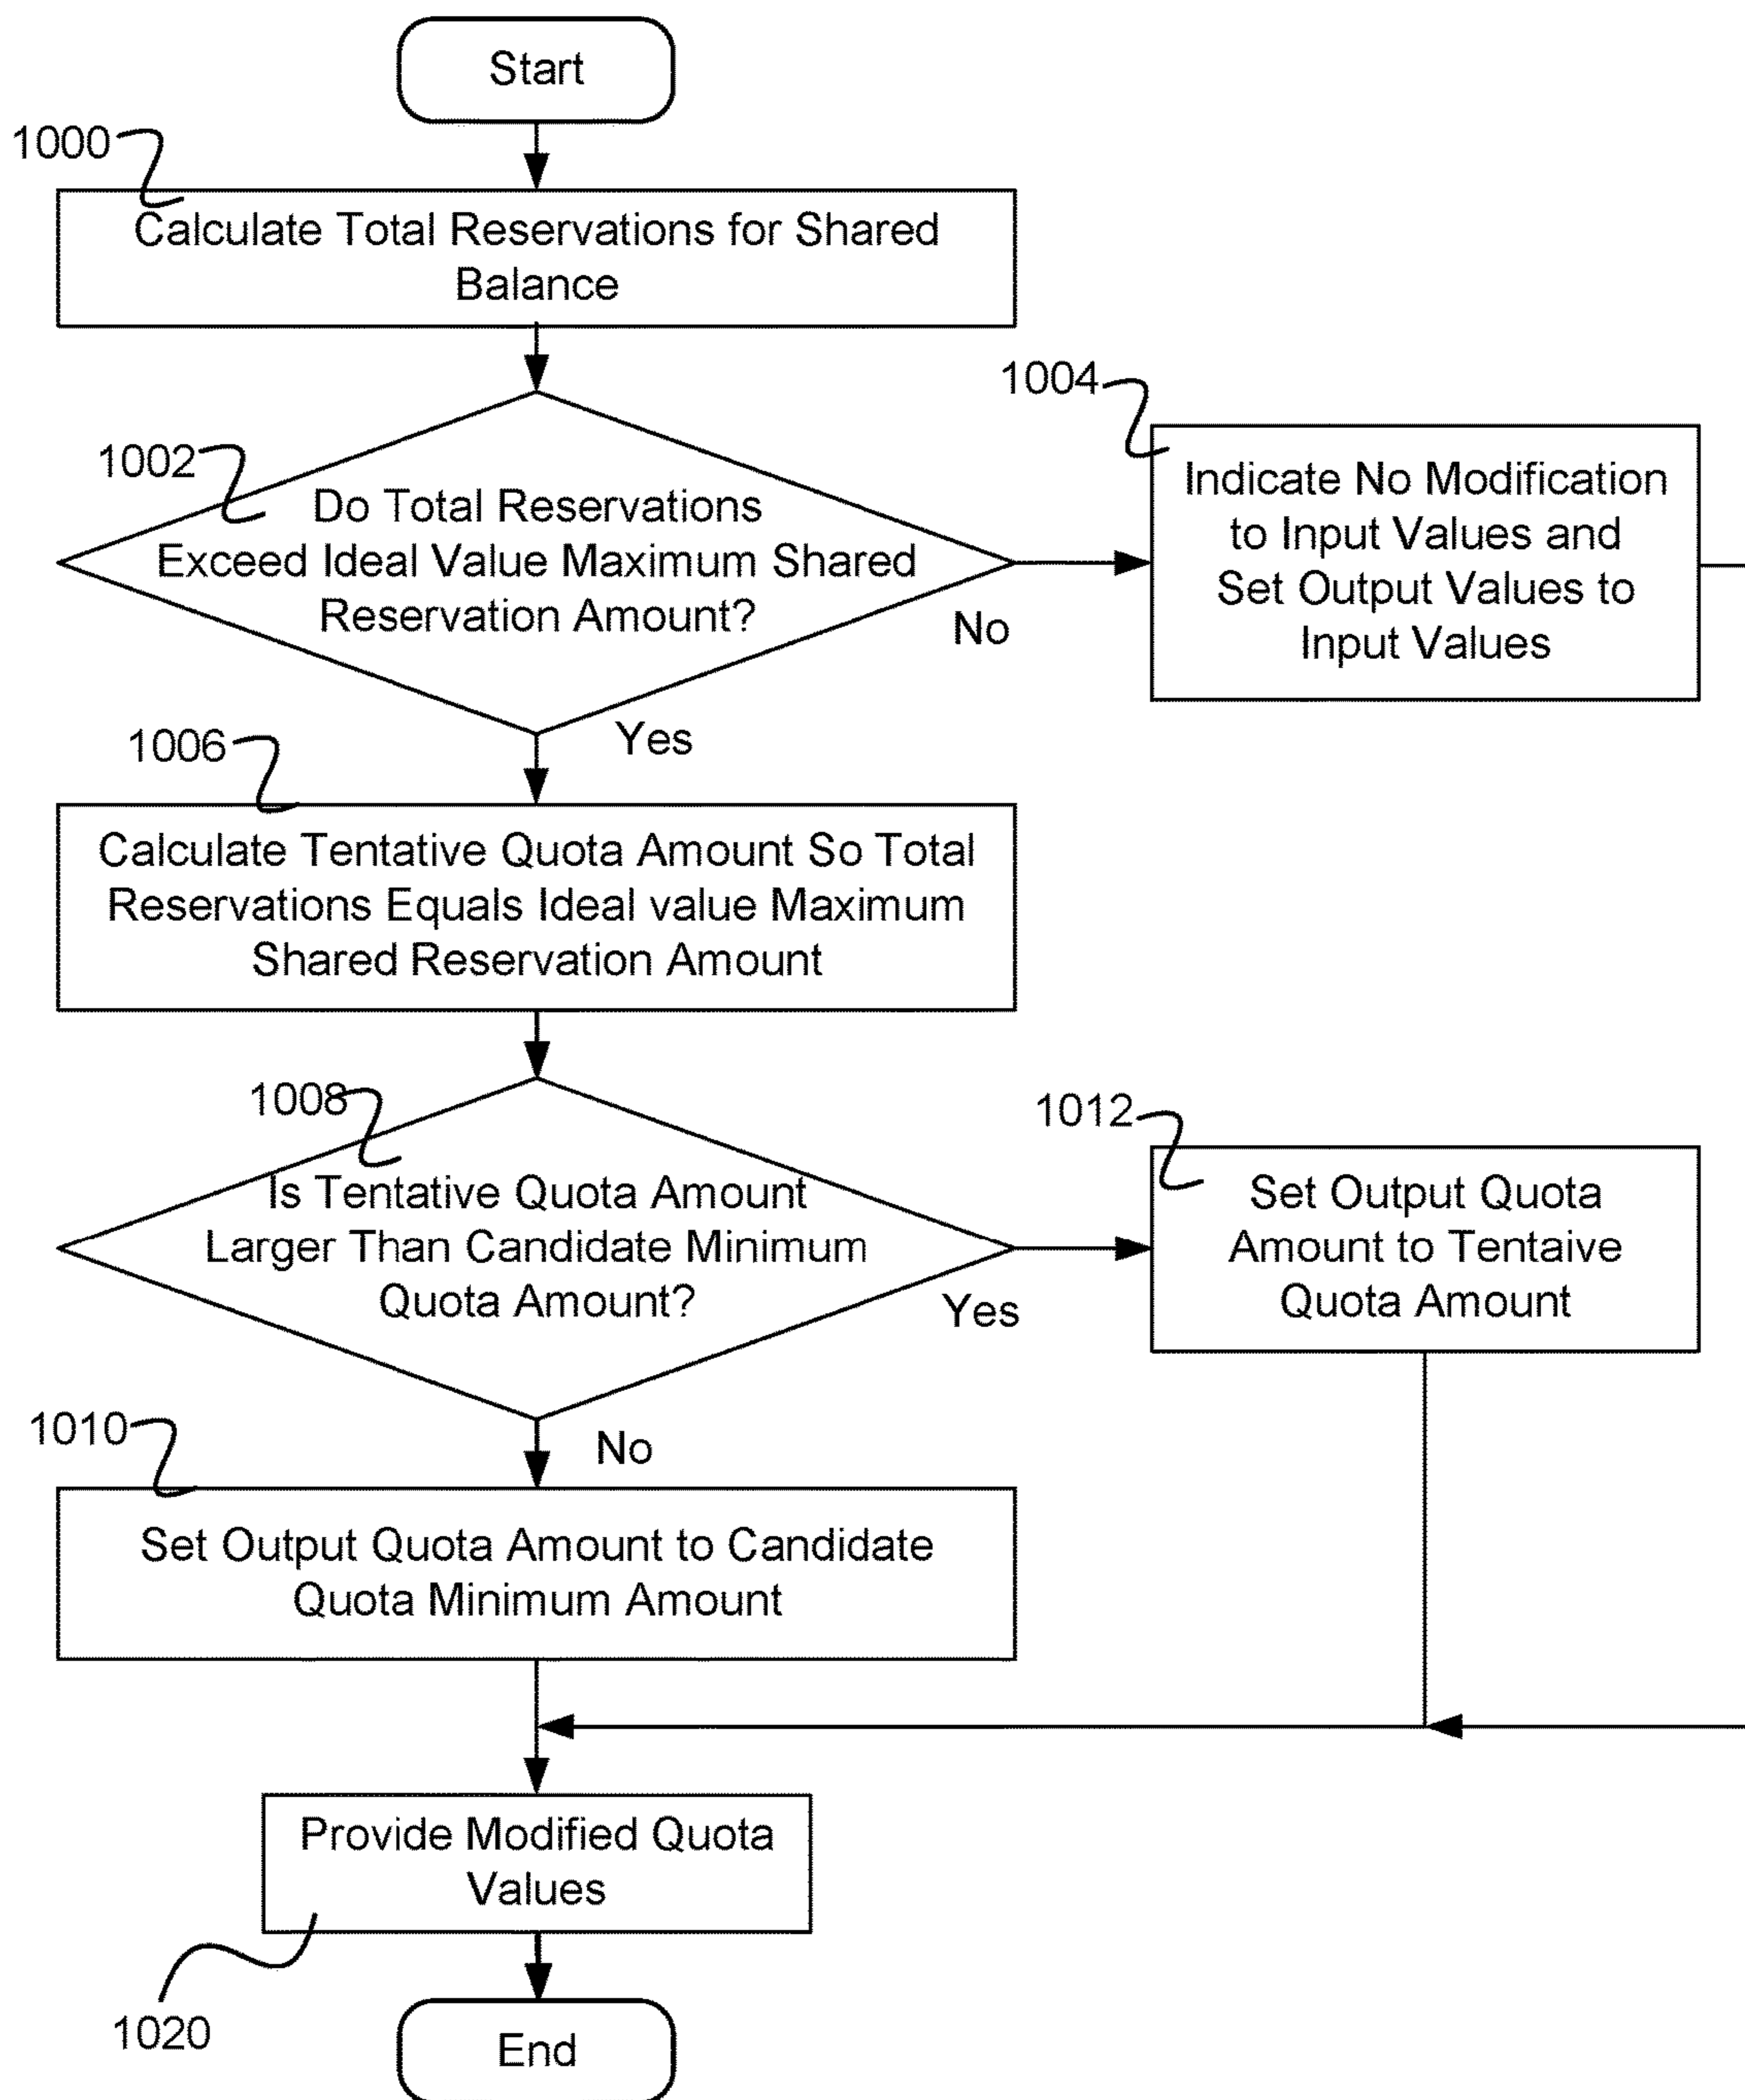 Start
1000
Calculate Total Reservations for Shared
Balance
1002
Do Total Reservations
Exceed Ideal Value Maximum Shared
Reservation Amount?
No
1004
Indicate No Modification
to Input Values and
Set Output Values to
Input Values
Yes
1006
Calculate Tentative Quota Amount So Total
Reservations Equals Ideal value Maximum
Shared Reservation Amount
1008
Is Tentative Quota Amount
Larger Than Candidate Minimum
Quota Amount?
Yes
1012
Set Output Quota
Amount to Tentaive
Quota Amount
No
1010
Set Output Quota Amount to Candidate
Quota Minimum Amount
Provide Modified Quota
Values
1020
End